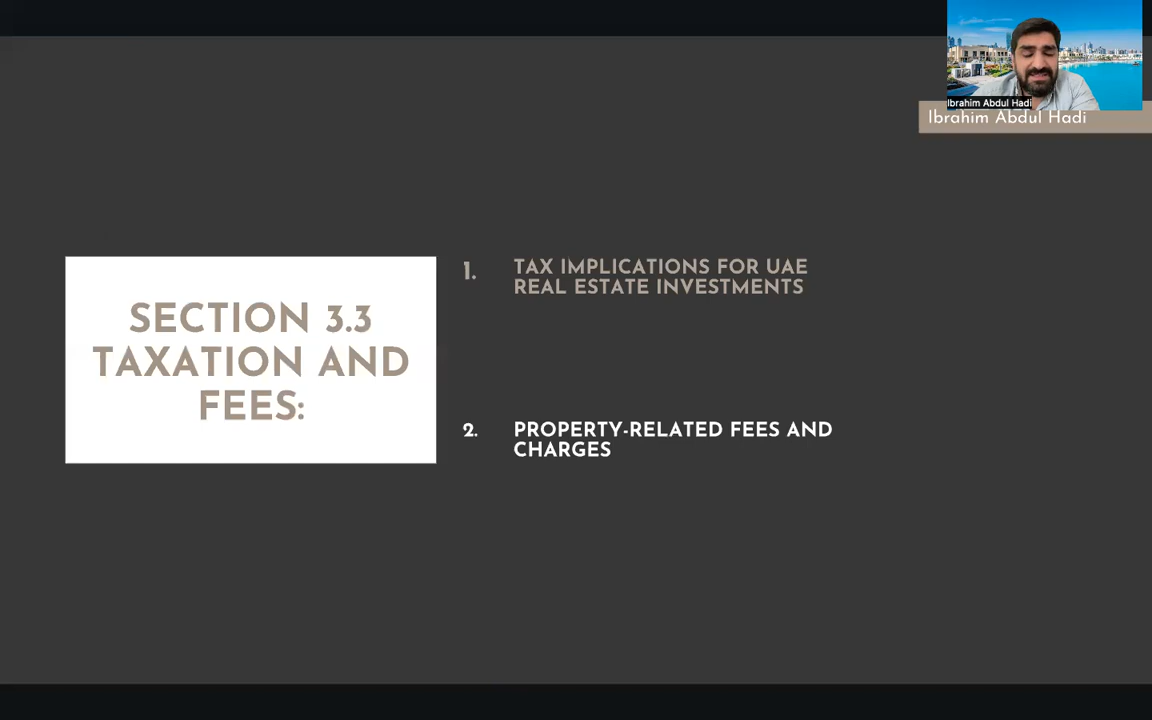 Ibrahim Abdul Hadi
Ibrahim Abdul Hadi
SECTION 3.3
TAXATION AND
FEES:
1. TAX IMPLICATIONS FOR UAE
REAL ESTATE INVESTMENTS
2. PROPERTY-RELATED FEES AND
CHARGES